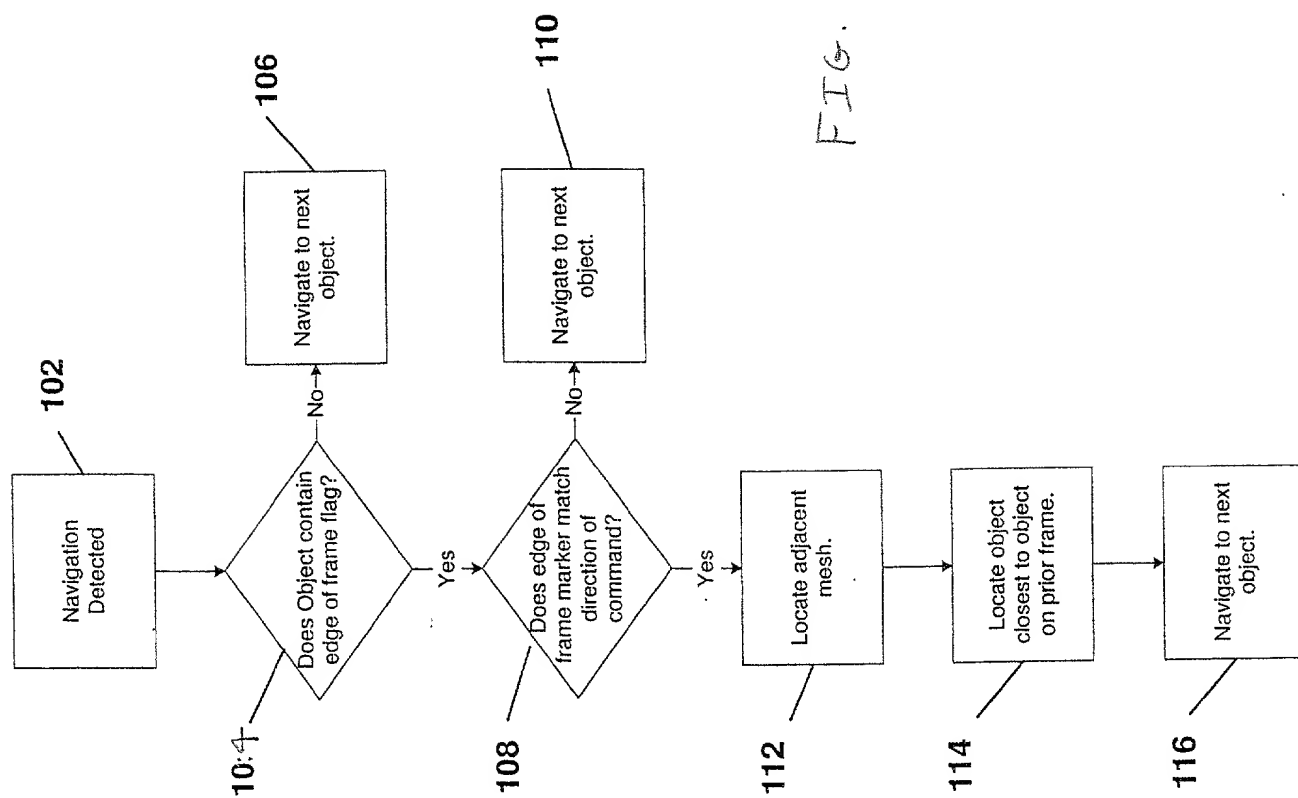 102
Navigation
Detected
10:4
Does Object contain
edge of frame flag?
No
106
Navigate to next
object.
Yes
108
Does edge of
frame marker match
direction of
command?
No
110
Navigate to next
object.
Yes
112
Locate adjacent
mesh.
114
Locate object
closest to object
on prior frame.
116
Navigate to next
object.
FIG.